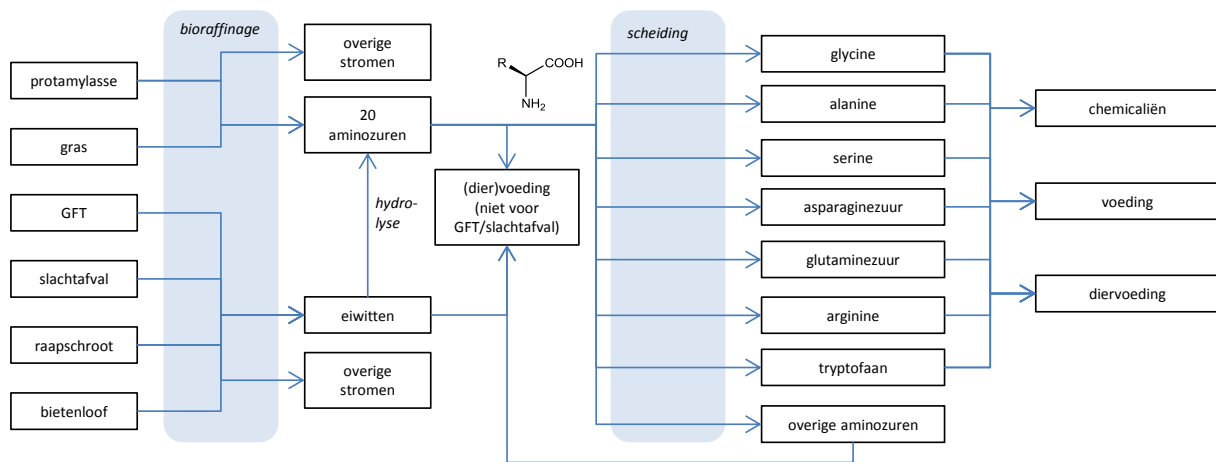 bioraffinage
scheiding
protamylasse
gras
GFT
slachtafval
raapschroot
bietenloof
overige
stromen
20
aminozuren
hydro-
lyse
eiwitten
overige
stromen
R
COOH
NH2
(dier)voeding
(niet voor
GFT/slachtafval)
glycine
alanine
serine
asparaginezuur
glutaminezuur
arginine
tryptofaan
overige aminozuren
chemicaliën
voeding
diervoeding